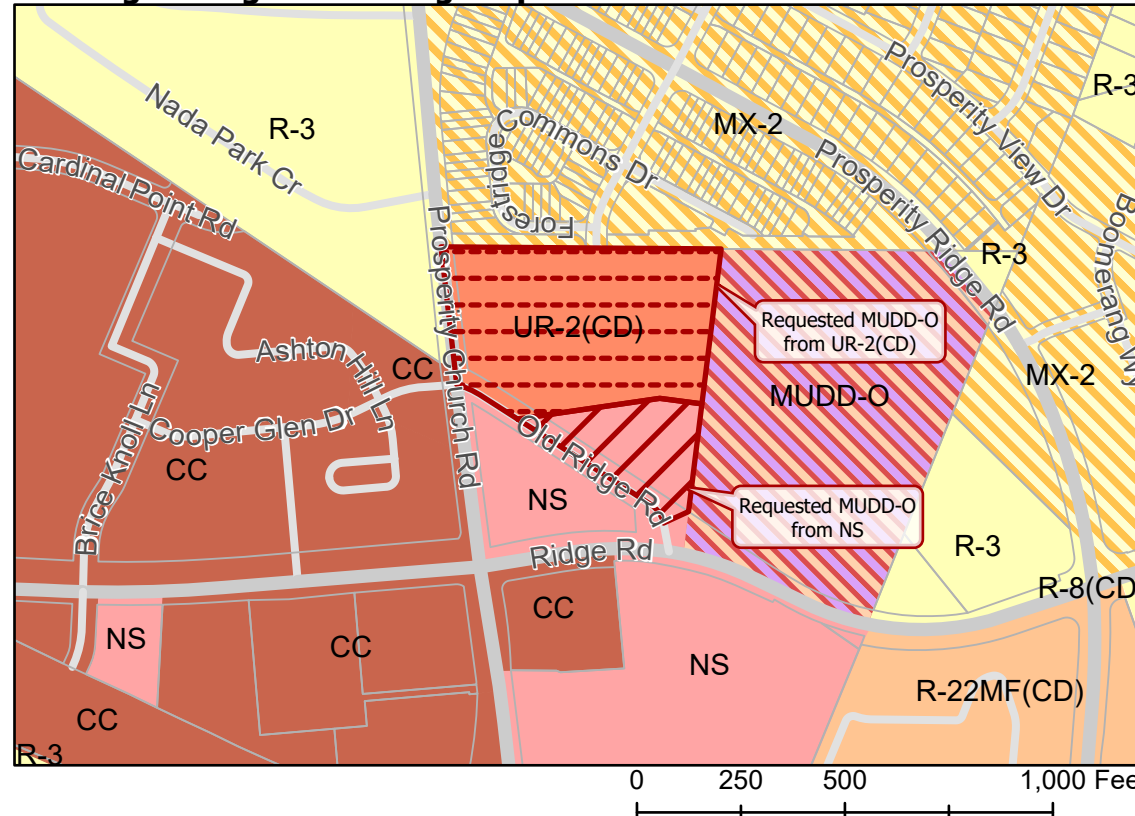 R-3
R-3
Nada Park Cr
Commons Dr
MX-2
Prosperity View Dr
Cardinal Point Rd
Forestridge
Prosperity Ridge Rd
Boomerang Wy
Prosperity Church Rd
R-3
UR-2(CD)
Requested MUDD-O
from UR-2(CD)
Ashton Hill Ln
CC
MX-2
MUDD-O
Brice Knoll Ln
Cooper Glen Dr
Old Ridge Rd
CC
NS
Requested MUDD-O
from NS
Ridge Rd
R-3
R-8(CD
CC
NS
CC
NS
R-22MF(CD)
CC
R-3
0 250 500 1,000 Fee